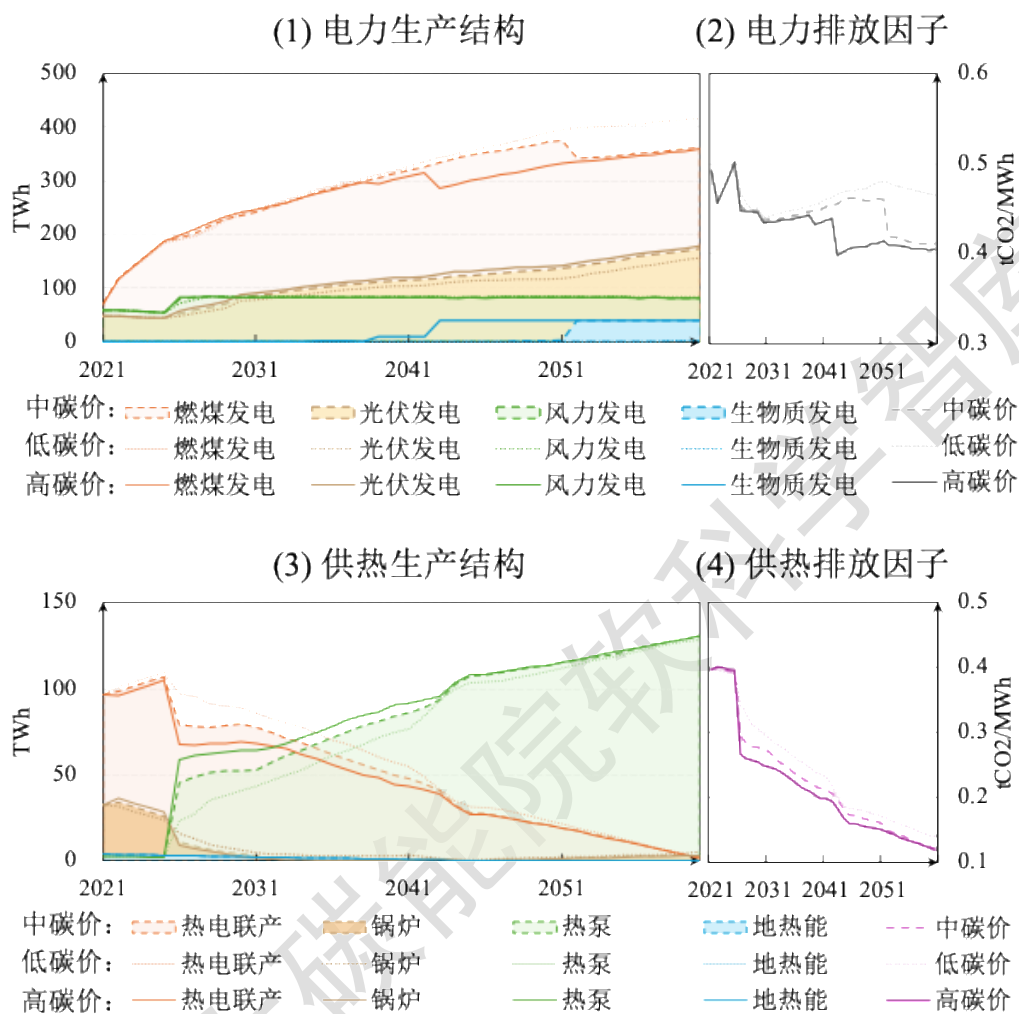 (1) 电力生产结构
(2) 电力排放因子
500
400
300
200
100
0
TWh
2021 2031 2041 2051
0.6
0.5
0.4
0.3
tCO2/MWh
2021 2031 2041 2051
中碳价: 燃煤发电 光伏发电 风力发电 生物质发电 中碳价
低碳价: 燃煤发电 光伏发电 风力发电 生物质发电 低碳价
高碳价: 燃煤发电 光伏发电 风力发电 生物质发电 高碳价
(3) 供热生产结构
(4) 供热排放因子
150
100
50
0
TWh
2021 2031 2041 2051
0.5
0.4
0.3
0.2
0.1
tCO2/MWh
2021 2031 2041 2051
中碳价: 热电联产 锅炉 热泵 地热能 中碳价
低碳价: 热电联产 锅炉 热泵 地热能 低碳价
高碳价: 热电联产 锅炉 热泵 地热能 高碳价
碳能院软科学智库